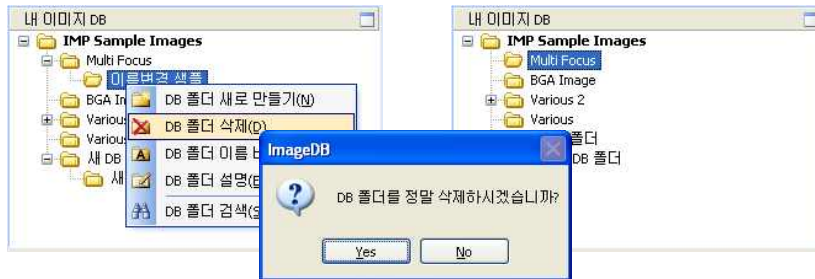 내 이미지 DB
IMP Sample Images
Multi Focus
이름변경 샘플
BGA
Various
Various
새 DB
새
DB 폴더 새로 만들기(N)
DB 폴더 삭제(D)
DB 폴더 이름
DB 폴더 설명(E
DB 폴더 검색(S
ImageDB
DB 폴더를 정말 삭제하시겠습니까?
Yes
No
내 이미지 DB
IMP Sample Images
Multi Focus
BGA Image
Various 2
Various
폴더
DB 폴더